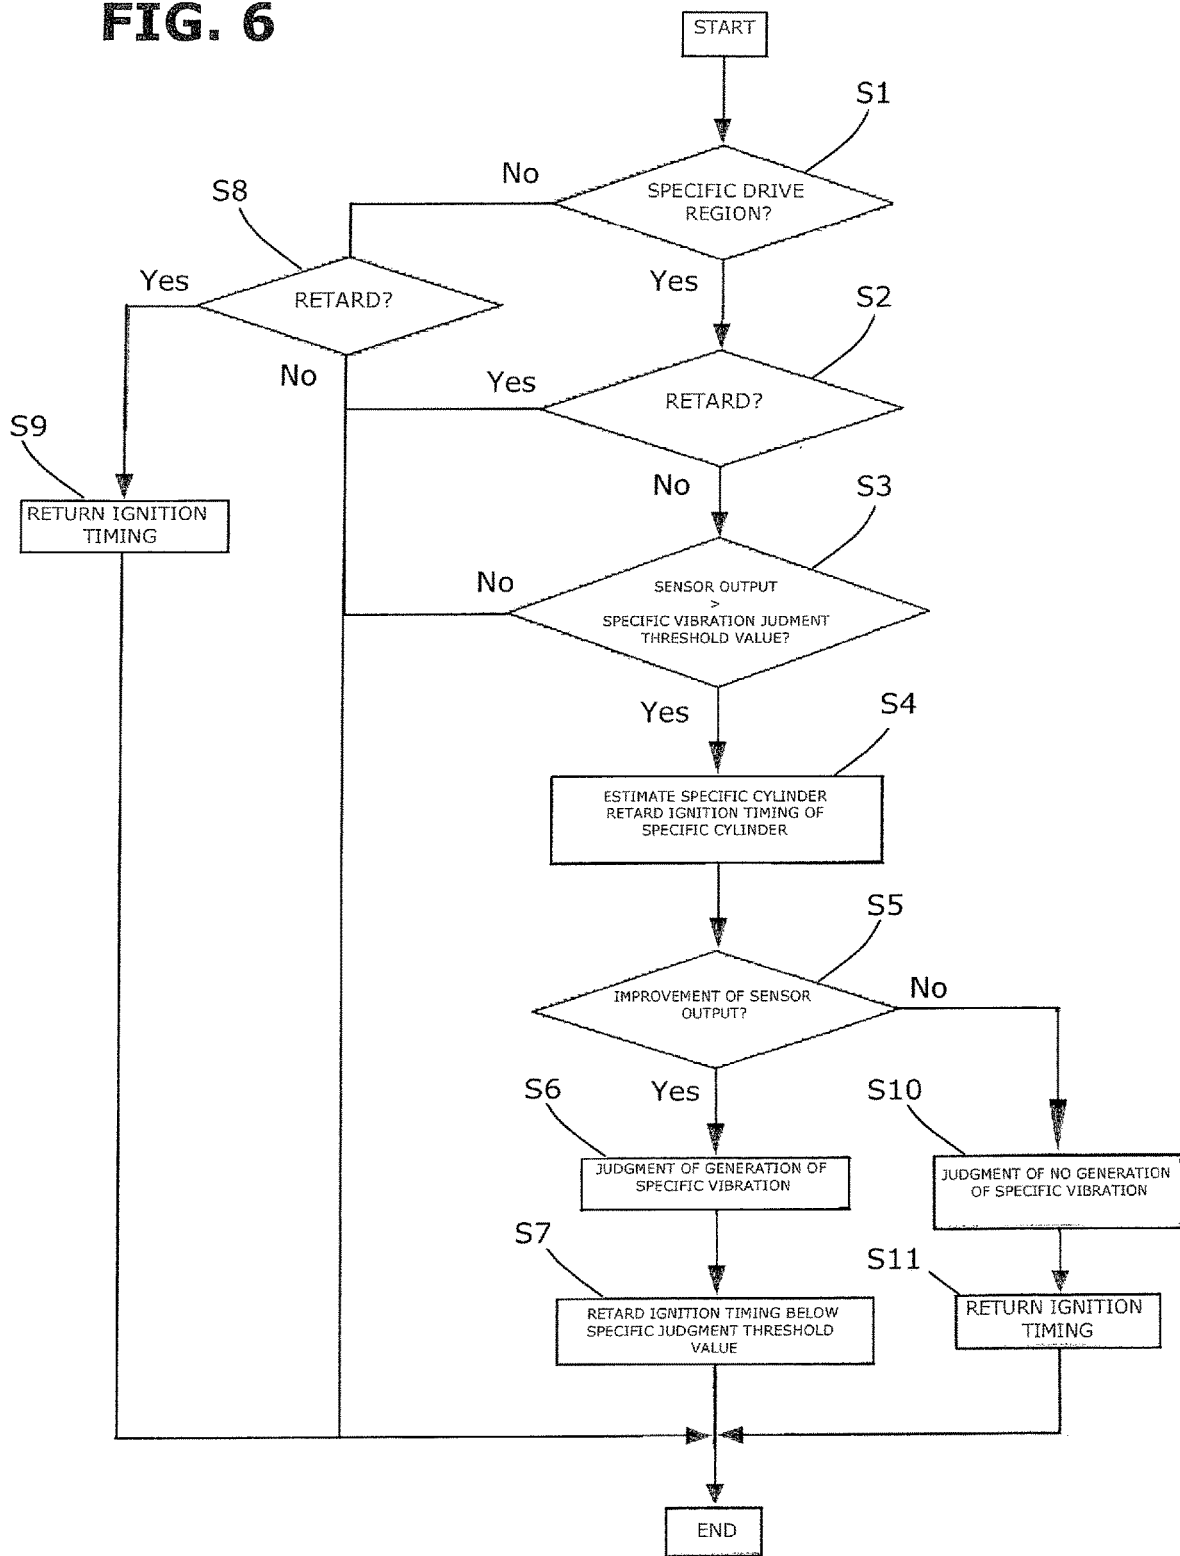 FIG. 6
START
S1
No
SPECIFIC DRIVE
REGION?
S8
Yes
RETARD?
Yes
S2
No
Yes
RETARD?
S9
No
S3
RETURN IGNITION
TIMING
No
SENSOR OUTPUT
>
SPECIFIC VIBRATION JUDMENT
THRESHOLD VALUE?
Yes
S4
ESTIMATE SPECIFIC CYLINDER
RETARD IGNITION TIMING OF
SPECIFIC CYLINDER
S5
IMPROVEMENT OF SENSOR
OUTPUT?
No
Yes
S6
S10
JUDGMENT OF GENERATION OF
SPECIFIC VIBRATION
JUDGMENT OF NO GENERATION
OF SPECIFIC VIBRATION
S7
S11
RETARD IGNITION TIMING BELOW
SPECIFIC JUDGMENT THRESHOLD
VALUE
RETURN IGNITION
TIMING
END